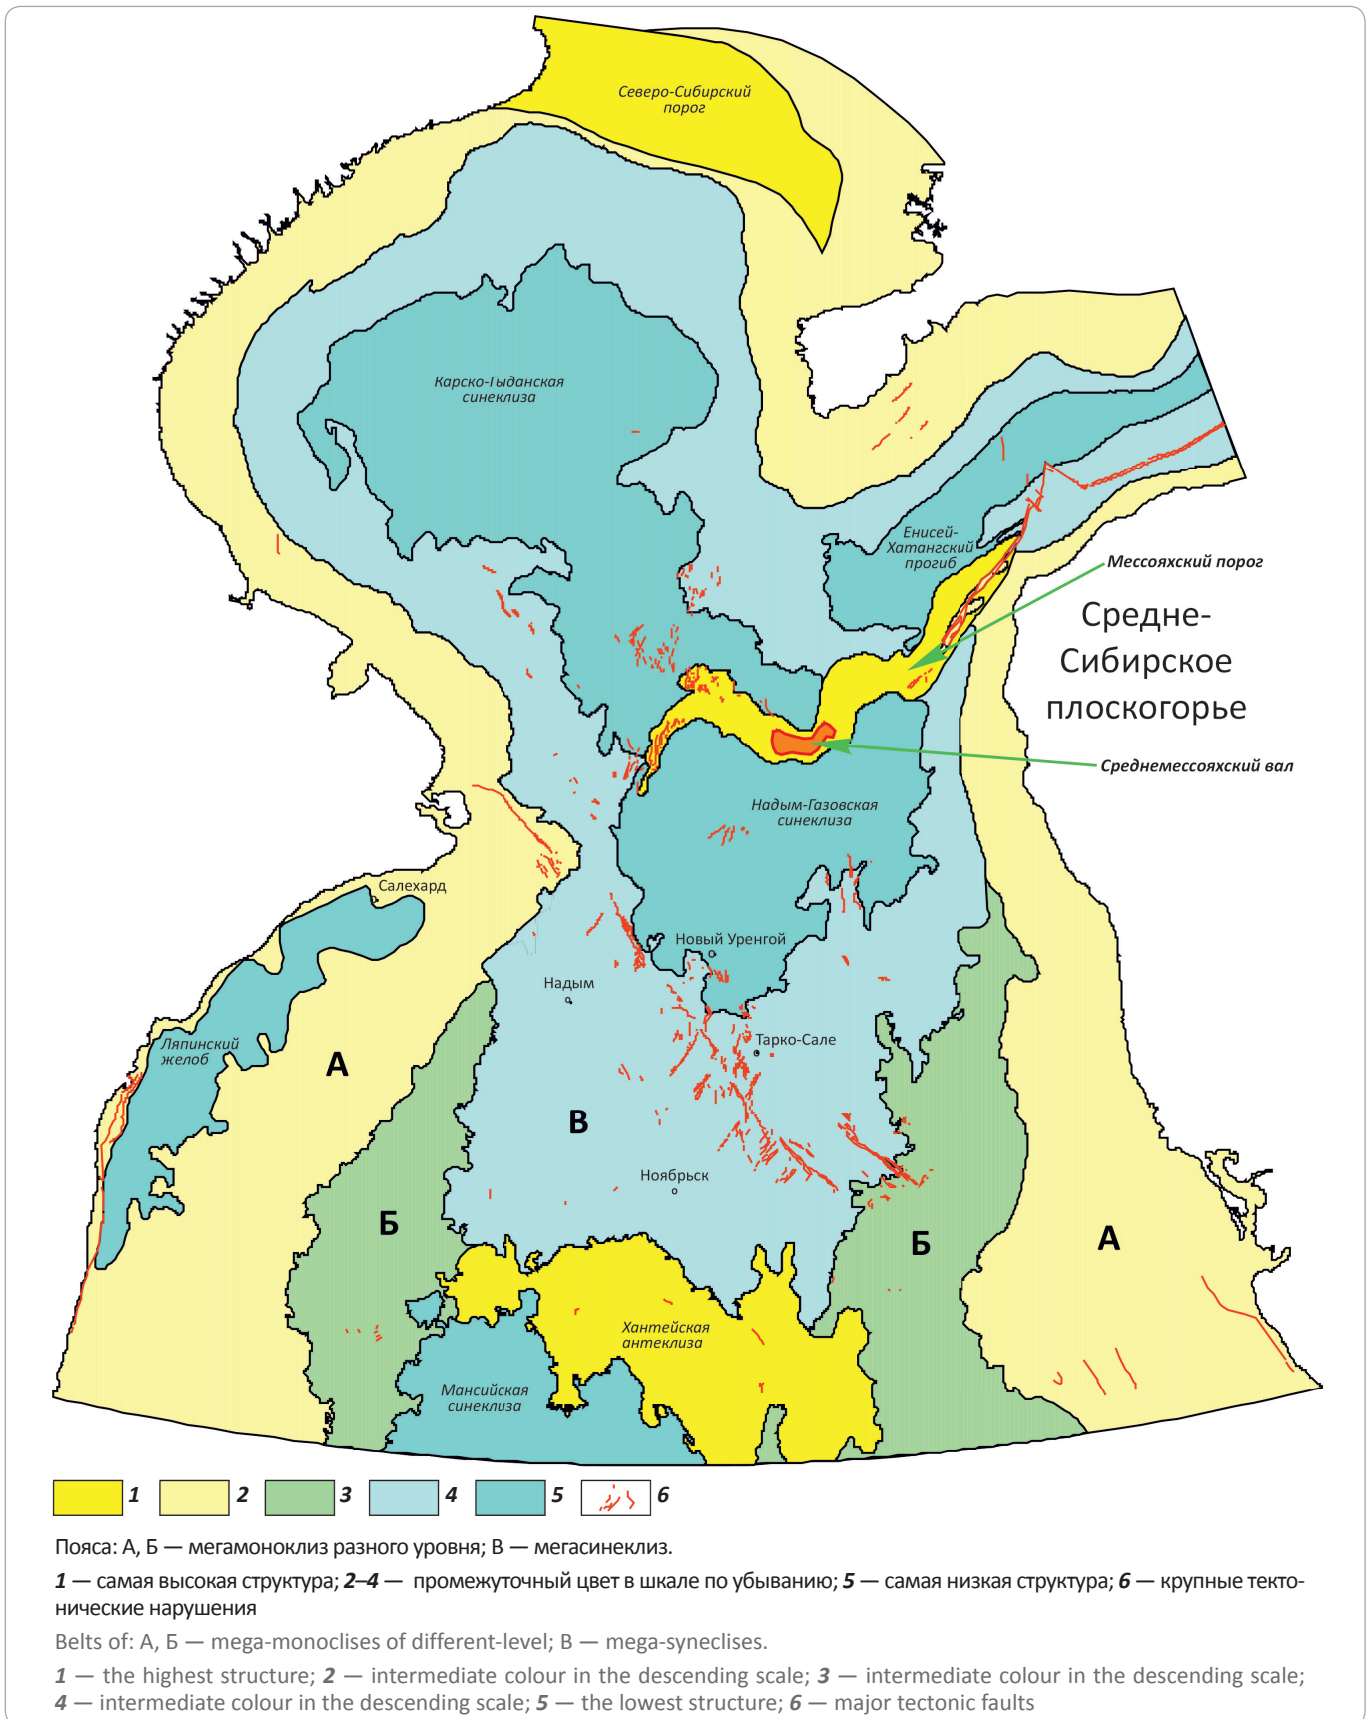 Северо-Сибирский
порог
Карско-Гыданская
синеклиза
Енисей-
Хатангский
прогиб
Мессояхский порог
Средне-
Сибирское
плоскогорье
Среднемессояхский вал
Надым-Газовская
синеклиза
Салехард
Новый Уренгой
Надым
Ляпинский
желоб
Тарко-Сале
А
В
Ноябрьск
Б
Б
А
Хантейская
антеклиза
Мансийская
синеклиза
1 2 3 4 5 6
Пояса: А, Б — мегамоноклиз разного уровня; В — мегасинеклиз.
1 — самая высокая структура; 2–4 — промежуточный цвет в шкале по убыванию; 5 — самая низкая структура; 6 — крупные текто-
нические нарушения
Belts of: А, Б — mega-monoclises of different-level; В — mega-syneclises.
1 — the highest structure; 2 — intermediate colour in the descending scale; 3 — intermediate colour in the descending scale;
4 — intermediate colour in the descending scale; 5 — the lowest structure; 6 — major tectonic faults